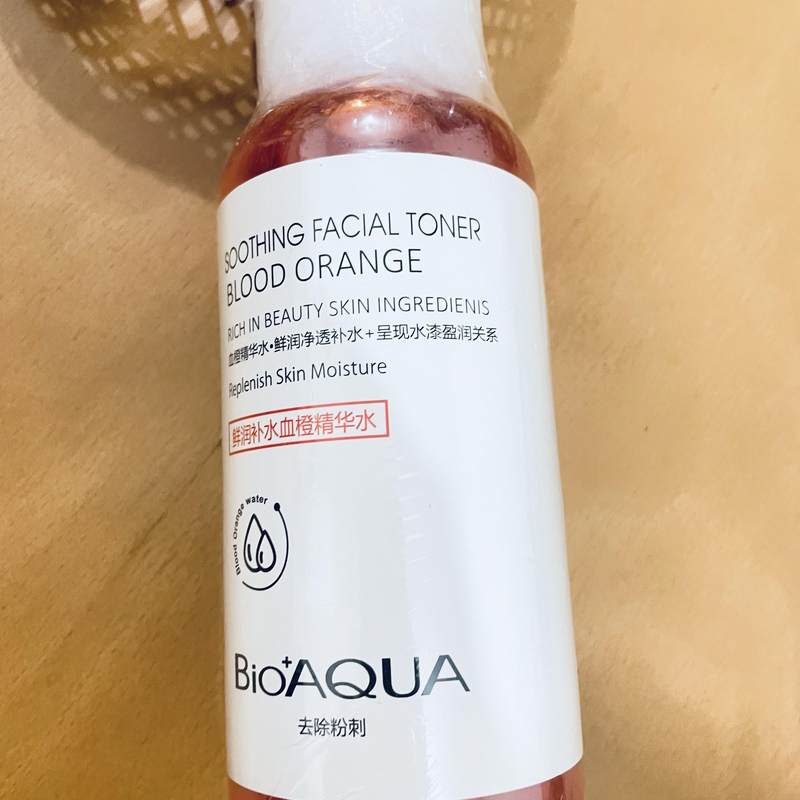 SOOTHING FACIAL TONER
BLOOD ORANGE
RICH IN BEAUTY SKIN INGREDIENIS
血橙精华水•鲜润净透补水+呈现水漆盈润关系
Replenish Skin Moisture
鲜润补水血橙精华水
Blood Orange water
Bio+AQUA
去除粉刺